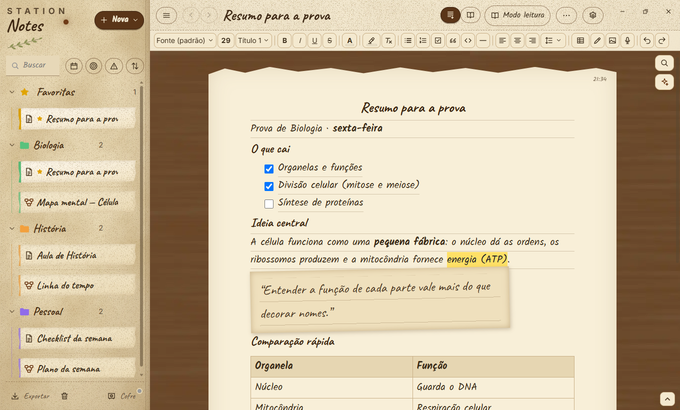 STATION
Notes
+ Nova
Buscar
Favoritas 1
Resumo para a prov
Biologia 2
Resumo para a prov
Mapa mental — Célula
História 2
Aula de História
Linha do tempo
Pessoal 2
Checklist da semana
Plano da semana
Exportar
Cofre
Resumo para a prova
Modo leitura
Fonte (padrão) 29 Título 1 B I U S A
21:34
Resumo para a prova
Prova de Biologia · sexta-feira
O que cai
Organelas e funções
Divisão celular (mitose e meiose)
Síntese de proteínas
Ideia central
A célula funciona como uma pequena fábrica: o núcleo dá as ordens, os
ribossomos produzem e a mitocôndria fornece energia (ATP).
“Entender a função de cada parte vale mais do que
decorar nomes.”
Comparação rápida
Organela Função
Núcleo Guarda o DNA
Mitocôndria Respiração celular